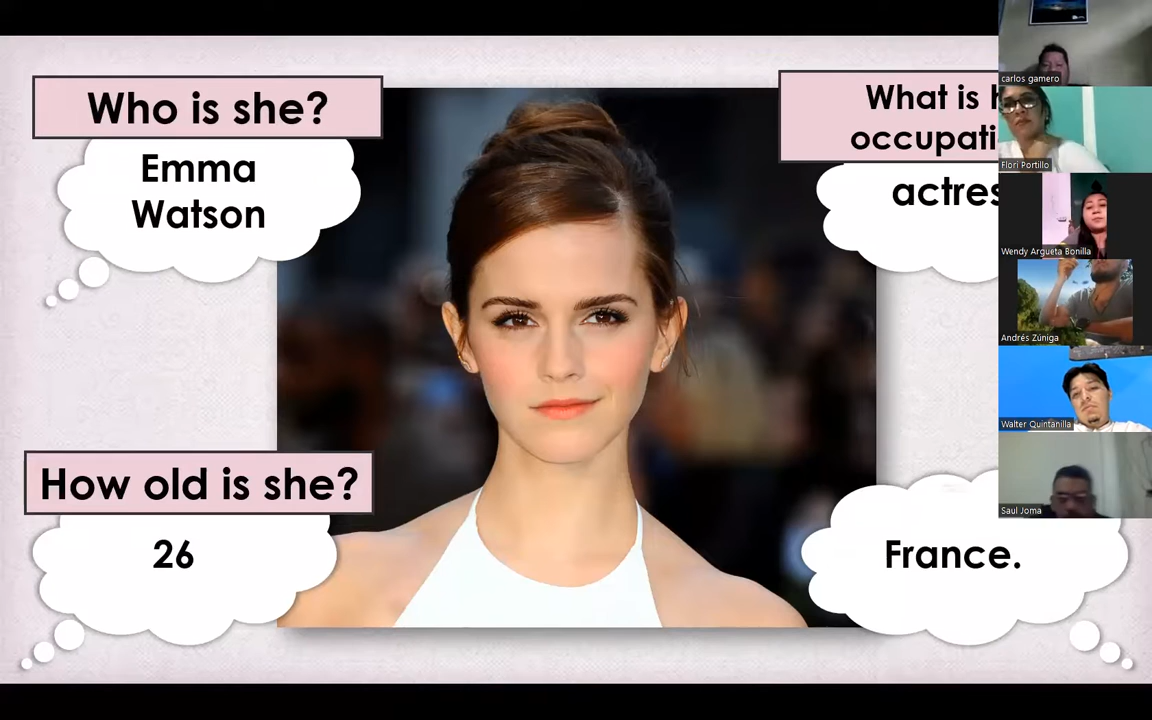 Who is she?
Emma
Watson
What is
occupati
actres
How old is she?
26
France.
carlos gamero
Flori Portillo
Wendy Argueta Bonilla
Andrés Zúniga
Walter Quintanilla
Saul Joma